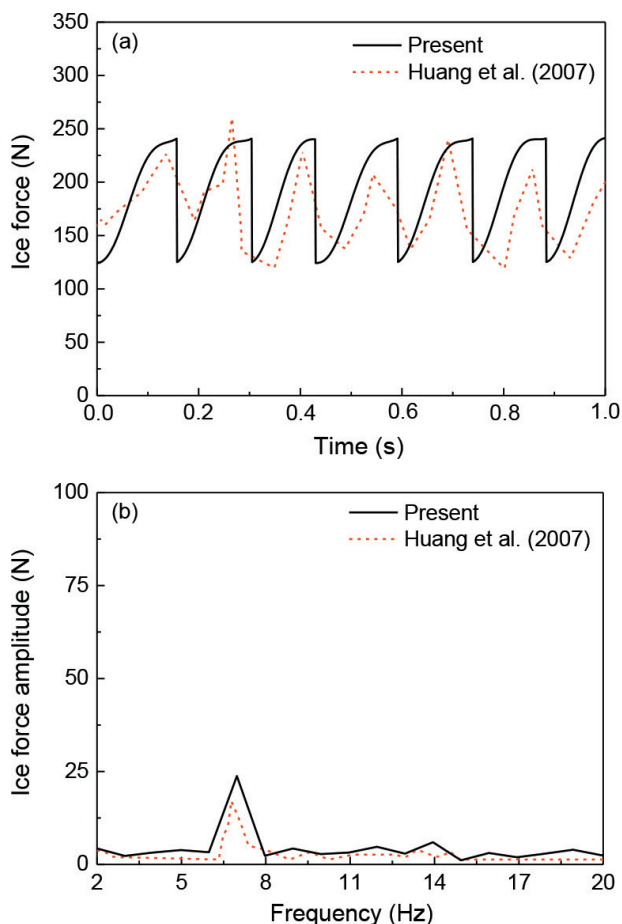 (a)
Present
Huang et al. (2007)
Ice force (N)
350
300
250
200
150
100
50
0
0.0 0.2 0.4 0.6 0.8 1.0
Time (s)
(b)
Present
Huang et al. (2007)
Ice force amplitude (N)
100
75
50
25
0
2 5 8 11 14 17 20
Frequency (Hz)